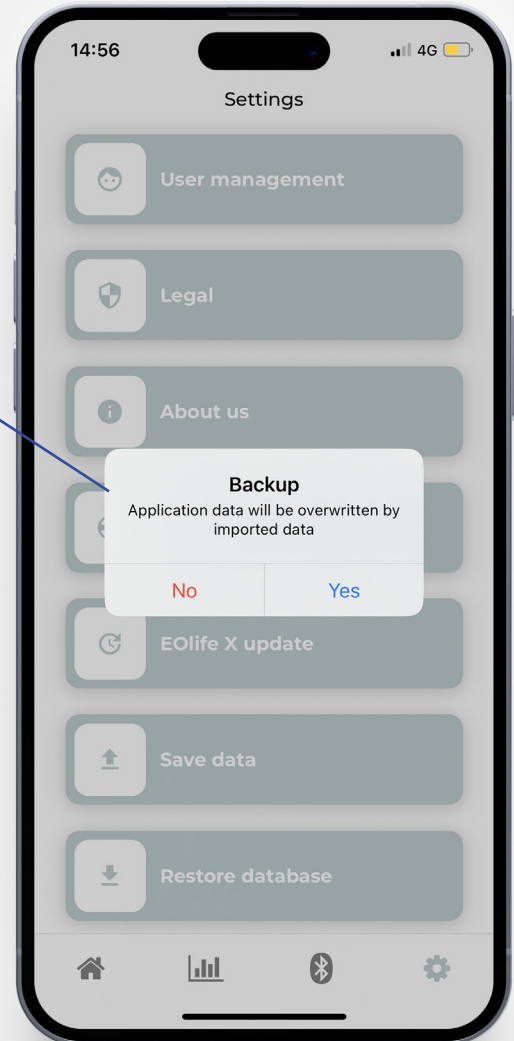 14:56
4G
Settings
User management
Legal
About us
Backup
Application data will be overwritten by
imported data
No
Yes
EOlife X update
Save data
Restore database